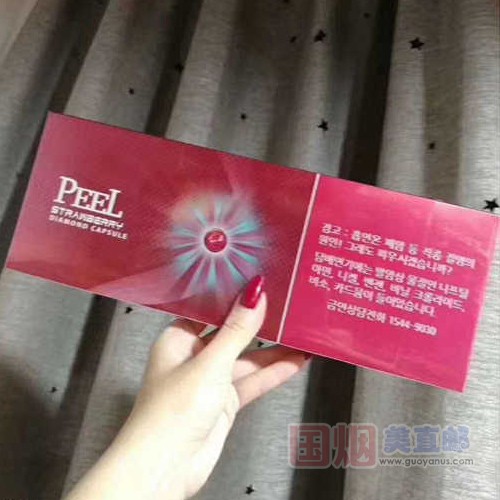 PEEL
STRAWBERRY
DIAMOND CAPSULE
경고 : 흡연은 폐암 등 각종 질병의
원인! 그래도 피우시겠습니까?
담배연기에는 발암성 물질인 나프틸
아민, 니켈, 벤젠, 비닐 크롤라이드,
비소, 카드뮴이 들어있습니다.
금연상담전화 1544-9030
国烟美直邮
www.guoyanus.com